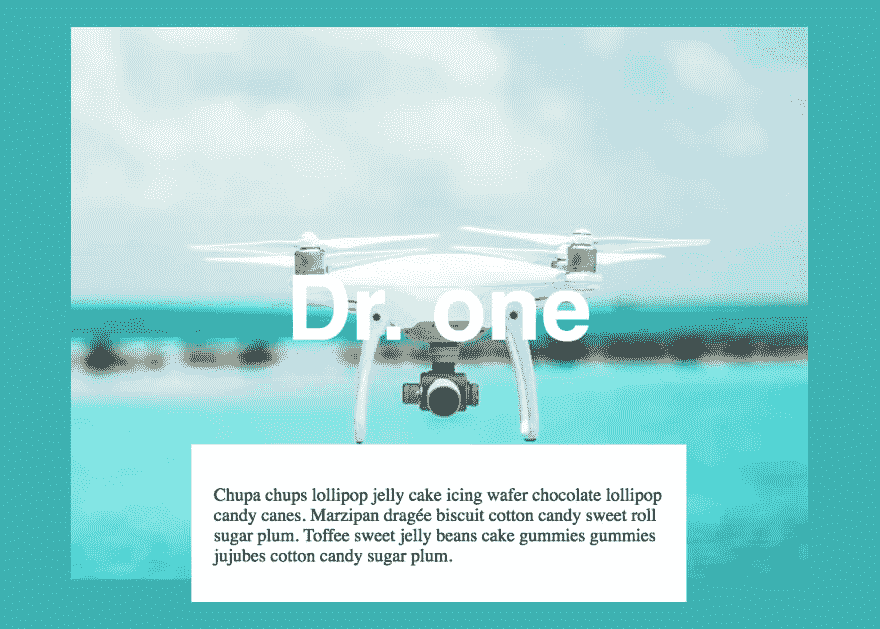 Dr. one
Chupa chups lollipop jelly cake icing wafer chocolate lollipop
candy canes. Marzipan dragée biscuit cotton candy sweet roll
sugar plum. Toffee sweet jelly beans cake gummies gummies
jujubes cotton candy sugar plum.